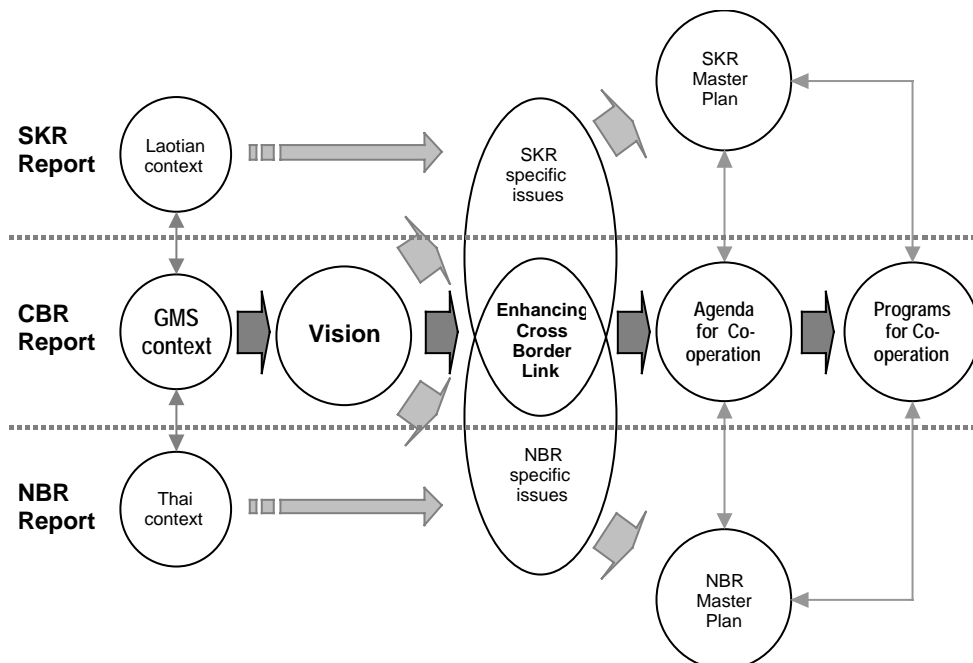 SKR
Report
Laotian
context
SKR
specific
issues
SKR
Master
Plan
CBR
Report
GMS
context
Vision
Enhancing
Cross
Border
Link
Agenda
for Co-
operation
Programs
for Co-
operation
NBR
Report
Thai
context
NBR
specific
issues
NBR
Master
Plan